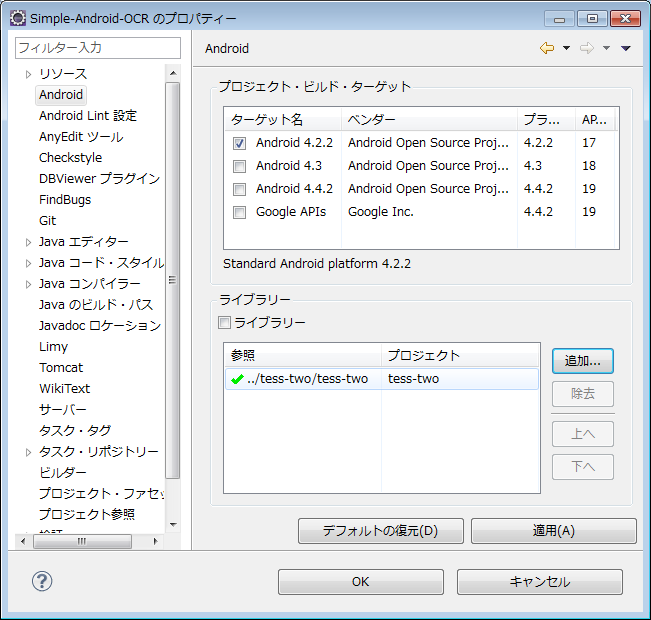 Simple-Android-OCR のプロパティー
フィルター入力
リソース
Android
Android Lint 設定
AnyEdit ツール
Checkstyle
DBViewer プラグイン
FindBugs
Git
Java エディター
Java コード・スタイル
Java コンパイラー
Java のビルド・パス
Javadoc ロケーション
Limy
Tomcat
WikiText
サーバー
タスク・タグ
タスク・リポジトリー
ビルダー
プロジェクト・ファセッ
プロジェクト参照
Android
プロジェクト・ビルド・ターゲット
ターゲット名 ベンダー プラ... AP...
Android 4.2.2 Android Open Source Proj... 4.2.2 17
Android 4.3 Android Open Source Proj... 4.3 18
Android 4.4.2 Android Open Source Proj... 4.4.2 19
Google APIs Google Inc. 4.4.2 19
Standard Android platform 4.2.2
ライブラリー
ライブラリー
参照 プロジェクト
../tess-two/tess-two tess-two
追加...
除去
上へ
下へ
デフォルトの復元(D) 適用(A)
OK キャンセル